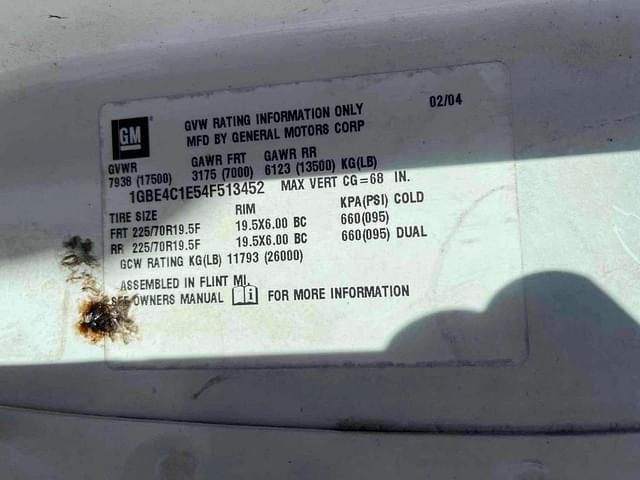 GM
GVW RATING INFORMATION ONLY 02/04
MFD BY GENERAL MOTORS CORP
GVWR GAWR FRT GAWR RR
7938 (17500) 3175 (7000) 6123 (13500) KG(LB)
1GBE4C1E54F513452 MAX VERT CG=68 IN.
TIRE SIZE RIM KPA(PSI) COLD
FRT 225/70R19.5F 19.5X6.00 BC 660(095)
RR 225/70R19.5F 19.5X6.00 BC 660(095) DUAL
GCW RATING KG(LB) 11793 (26000)
ASSEMBLED IN FLINT MI.
SEE OWNERS MANUAL i FOR MORE INFORMATION